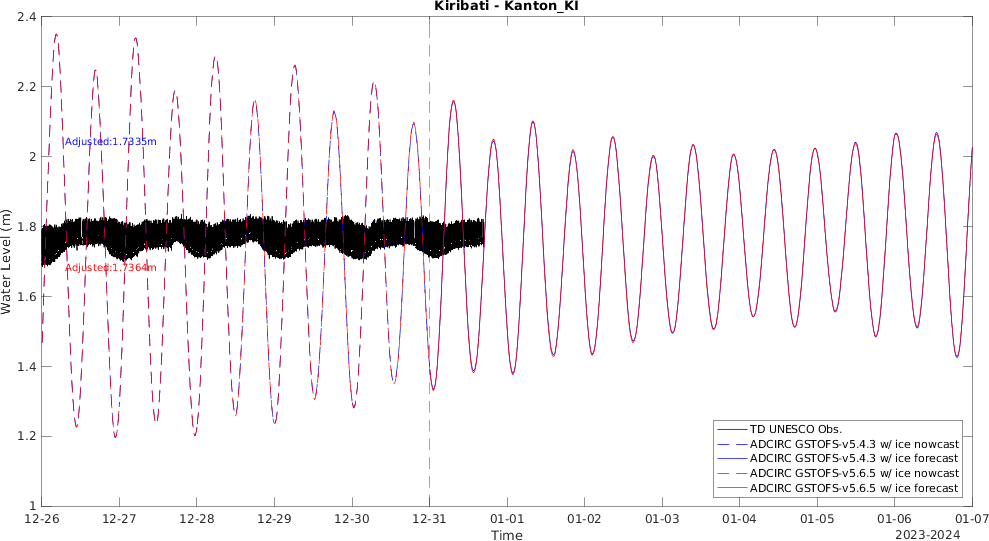 Kiribati - Kanton_KI
2.4
2.2
2
1.8
1.6
1.4
1.2
1
Water Level (m)
Adjusted:1.7335m
Adjusted:1.7364m
TD UNESCO Obs.
ADCIRC GSTOFS-v5.4.3 w/ ice nowcast
ADCIRC GSTOFS-v5.4.3 w/ ice forecast
ADCIRC GSTOFS-v5.6.5 w/ ice nowcast
ADCIRC GSTOFS-v5.6.5 w/ ice forecast
12-26 12-27 12-28 12-29 12-30 12-31 01-01 01-02 01-03 01-04 01-05 01-06 01-07
Time
2023-2024